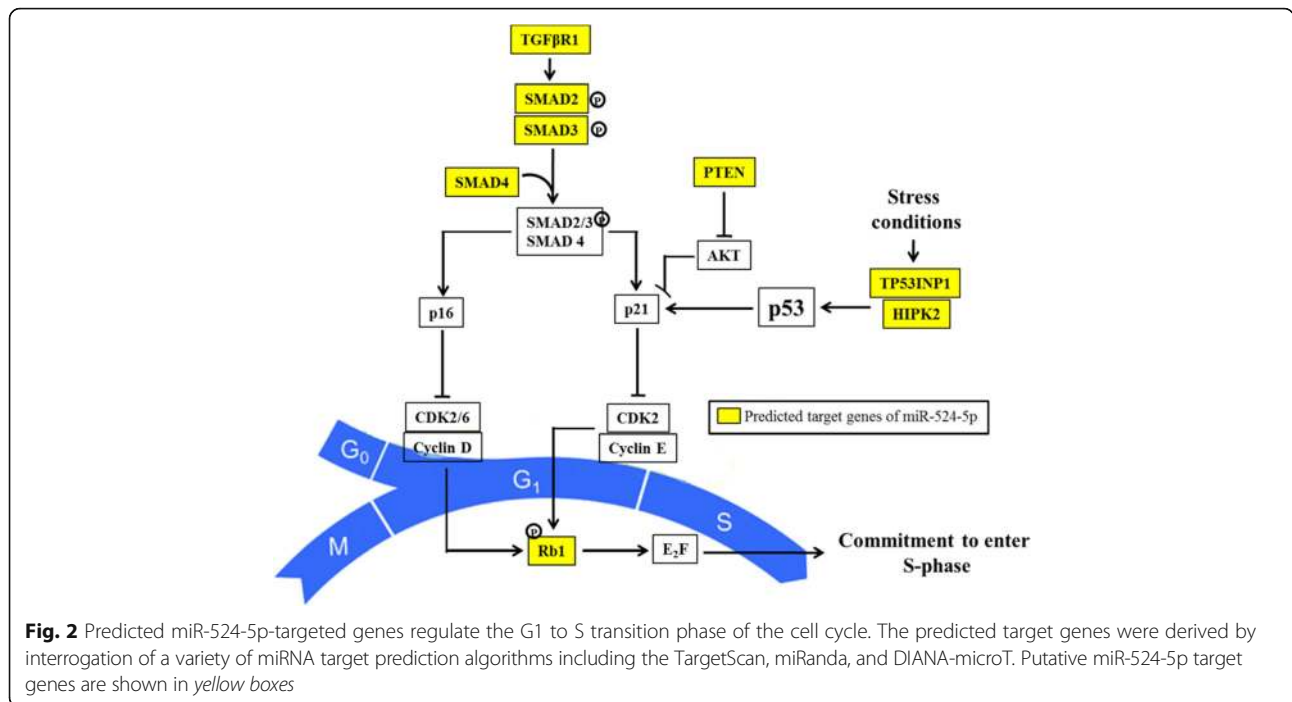 TGFβR1
SMAD2 P
SMAD3 P
SMAD4
PTEN
SMAD2/3 P
SMAD 4
Stress
conditions
AKT
TP53INP1
HIPK2
p16
p21
p53
CDK2/6
Cyclin D
CDK2
Cyclin E
Predicted target genes of miR-524-5p
G0
G1
S
M
P
Rb1
E2F
Commitment to enter
S-phase
Fig. 2 Predicted miR-524-5p-targeted genes regulate the G1 to S transition phase of the cell cycle. The predicted target genes were derived by
interrogation of a variety of miRNA target prediction algorithms including the TargetScan, miRanda, and DIANA-microT. Putative miR-524-5p target
genes are shown in yellow boxes